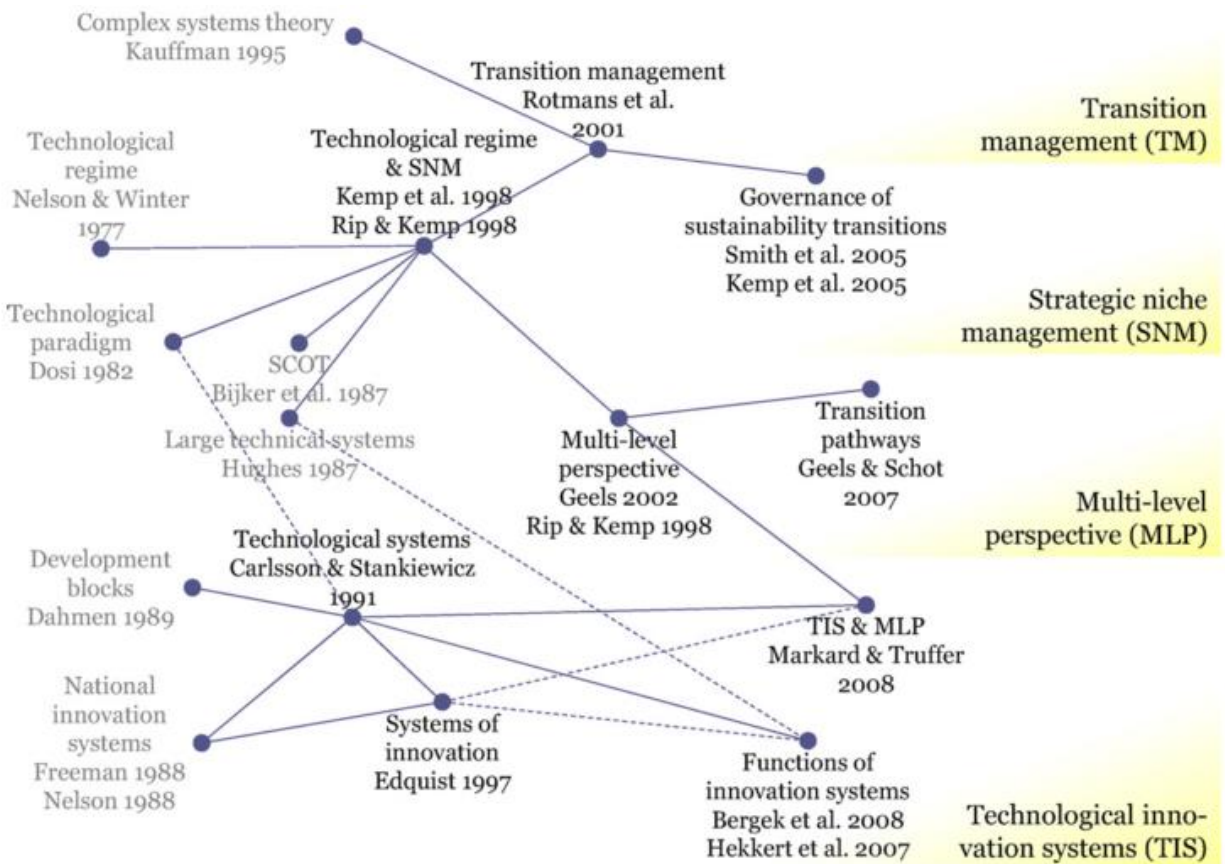 Complex systems theory
Kauffman 1995
Transition management
Rotmans et al.
2001
Transition
management (TM)
Technological
regime
Nelson & Winter
1977
Technological regime
& SNM
Kemp et al. 1998
Rip & Kemp 1998
Governance of
sustainability transitions
Smith et al. 2005
Kemp et al. 2005
Strategic niche
management (SNM)
Technological
paradigm
Dosi 1982
SCOT
Bijker et al. 1987
Large technical systems
Hughes 1987
Multi-level
perspective
Geels 2002
Rip & Kemp 1998
Transition
pathways
Geels & Schot
2007
Multi-level
perspective (MLP)
Technological systems
Carlsson & Stankiewicz
1991
Development
blocks
Dahmen 1989
TIS & MLP
Markard & Truffer
2008
National
innovation
systems
Freeman 1988
Nelson 1988
Systems of
innovation
Edquist 1997
Functions of
innovation systems
Bergek et al. 2008
Hekkert et al. 2007
Technological inno-
vation systems (TIS)